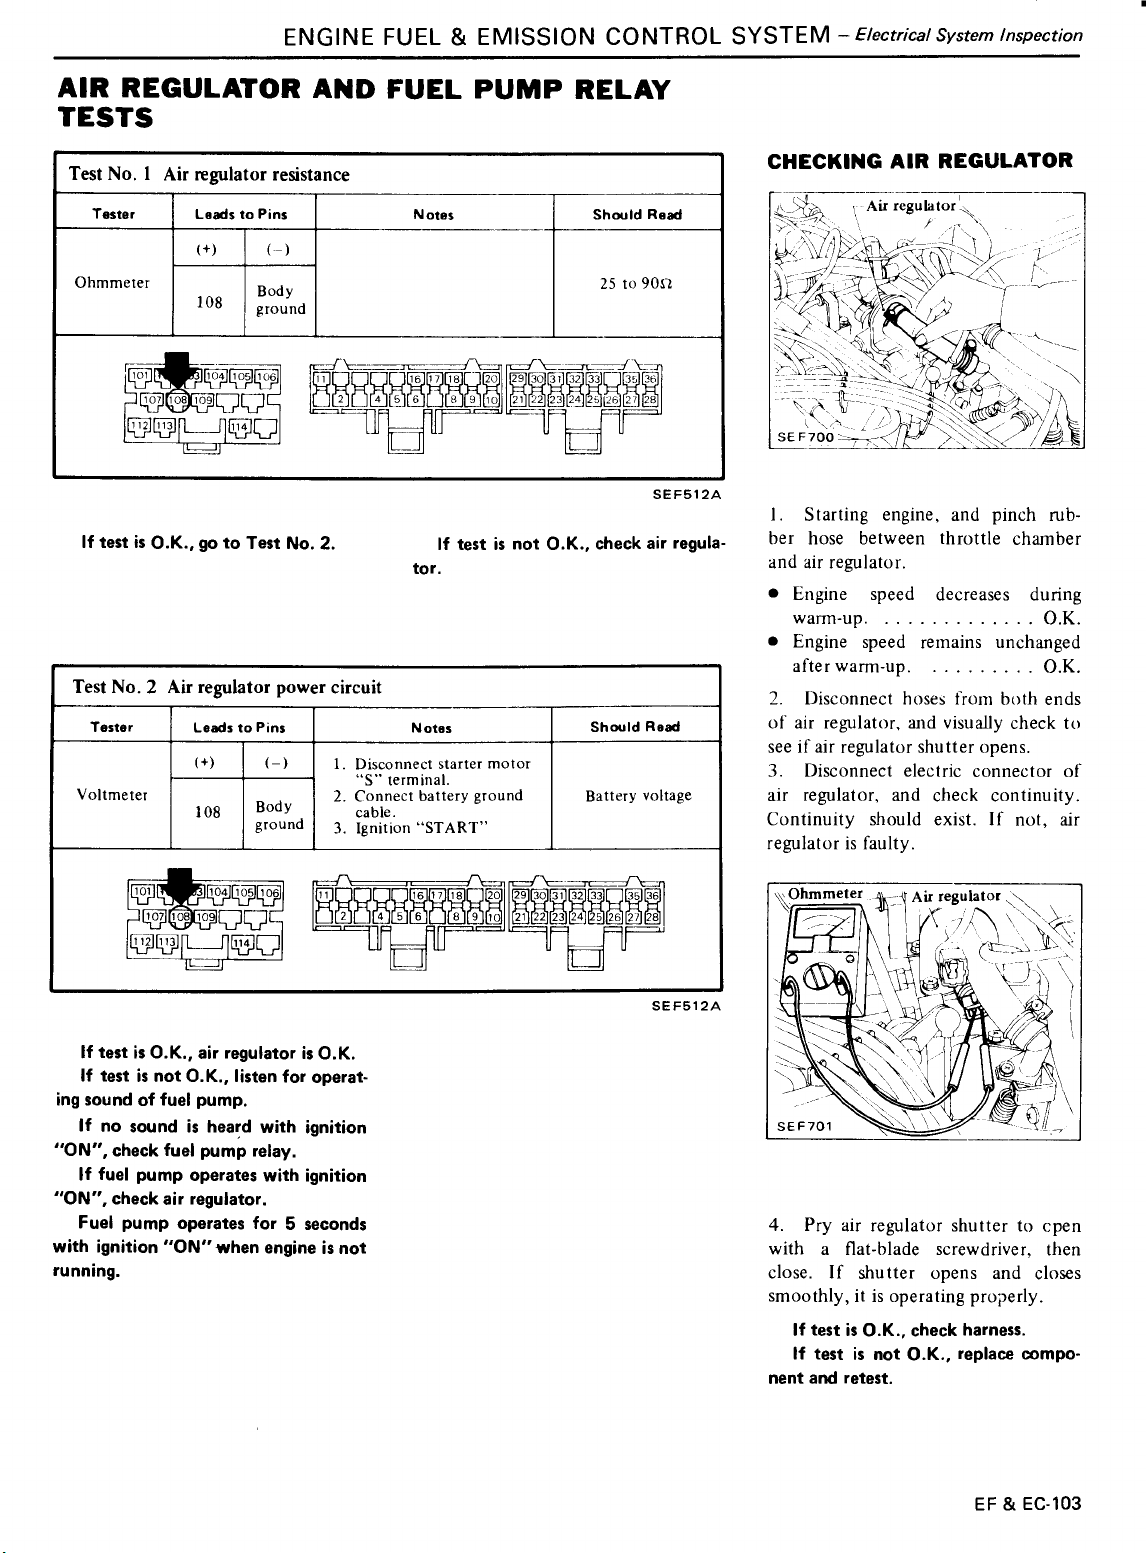 ENGINE FUEL & EMISSION CONTROL SYSTEM – Electrical System Inspection
AIR REGULATOR AND FUEL PUMP RELAY
TESTS
Test No. 1 Air regulator resistance
Tester Leads to Pins Notes Should Read
(+) (–)
Ohmmeter 108 Body ground 25 to 90Ω
101 104 105 106
107 108 109
112 113 114
11 16 17 18 20
2 4 5 6 8 9 10
29 30 31 32 33 35 36
21 22 23 24 25 26 27 28
SEF512A
If test is O.K., go to Test No. 2.
If test is not O.K., check air regula-
tor.
Test No. 2 Air regulator power circuit
Tester Leads to Pins Notes Should Read
(+) (–)
Voltmeter 108 Body ground
1. Disconnect starter motor
"S" terminal.
2. Connect battery ground
cable.
3. Ignition "START"
Battery voltage
101 104 105 106
107 108 109
112 113 114
11 16 17 18 20
2 4 5 6 8 9 10
29 30 31 32 33 35 36
21 22 23 24 25 26 27 28
SEF512A
If test is O.K., air regulator is O.K.
If test is not O.K., listen for operat-
ing sound of fuel pump.
If no sound is heard with ignition
"ON", check fuel pump relay.
If fuel pump operates with ignition
"ON", check air regulator.
Fuel pump operates for 5 seconds
with ignition "ON" when engine is not
running.
CHECKING AIR REGULATOR
Air regulator
SEF700
1. Starting engine, and pinch rub-
ber hose between throttle chamber
and air regulator.
● Engine speed decreases during
warm-up. . . . . . . . . . . . . . O.K.
● Engine speed remains unchanged
after warm-up. . . . . . . . . . O.K.
2. Disconnect hoses from both ends
of air regulator, and visually check to
see if air regulator shutter opens.
3. Disconnect electric connector of
air regulator, and check continuity.
Continuity should exist. If not, air
regulator is faulty.
Ohmmeter Air regulator
SEF701
4. Pry air regulator shutter to cpen
with a flat-blade screwdriver, then
close. If shutter opens and closes
smoothly, it is operating properly.
If test is O.K., check harness.
If test is not O.K., replace compo-
nent and retest.
EF & EC-103